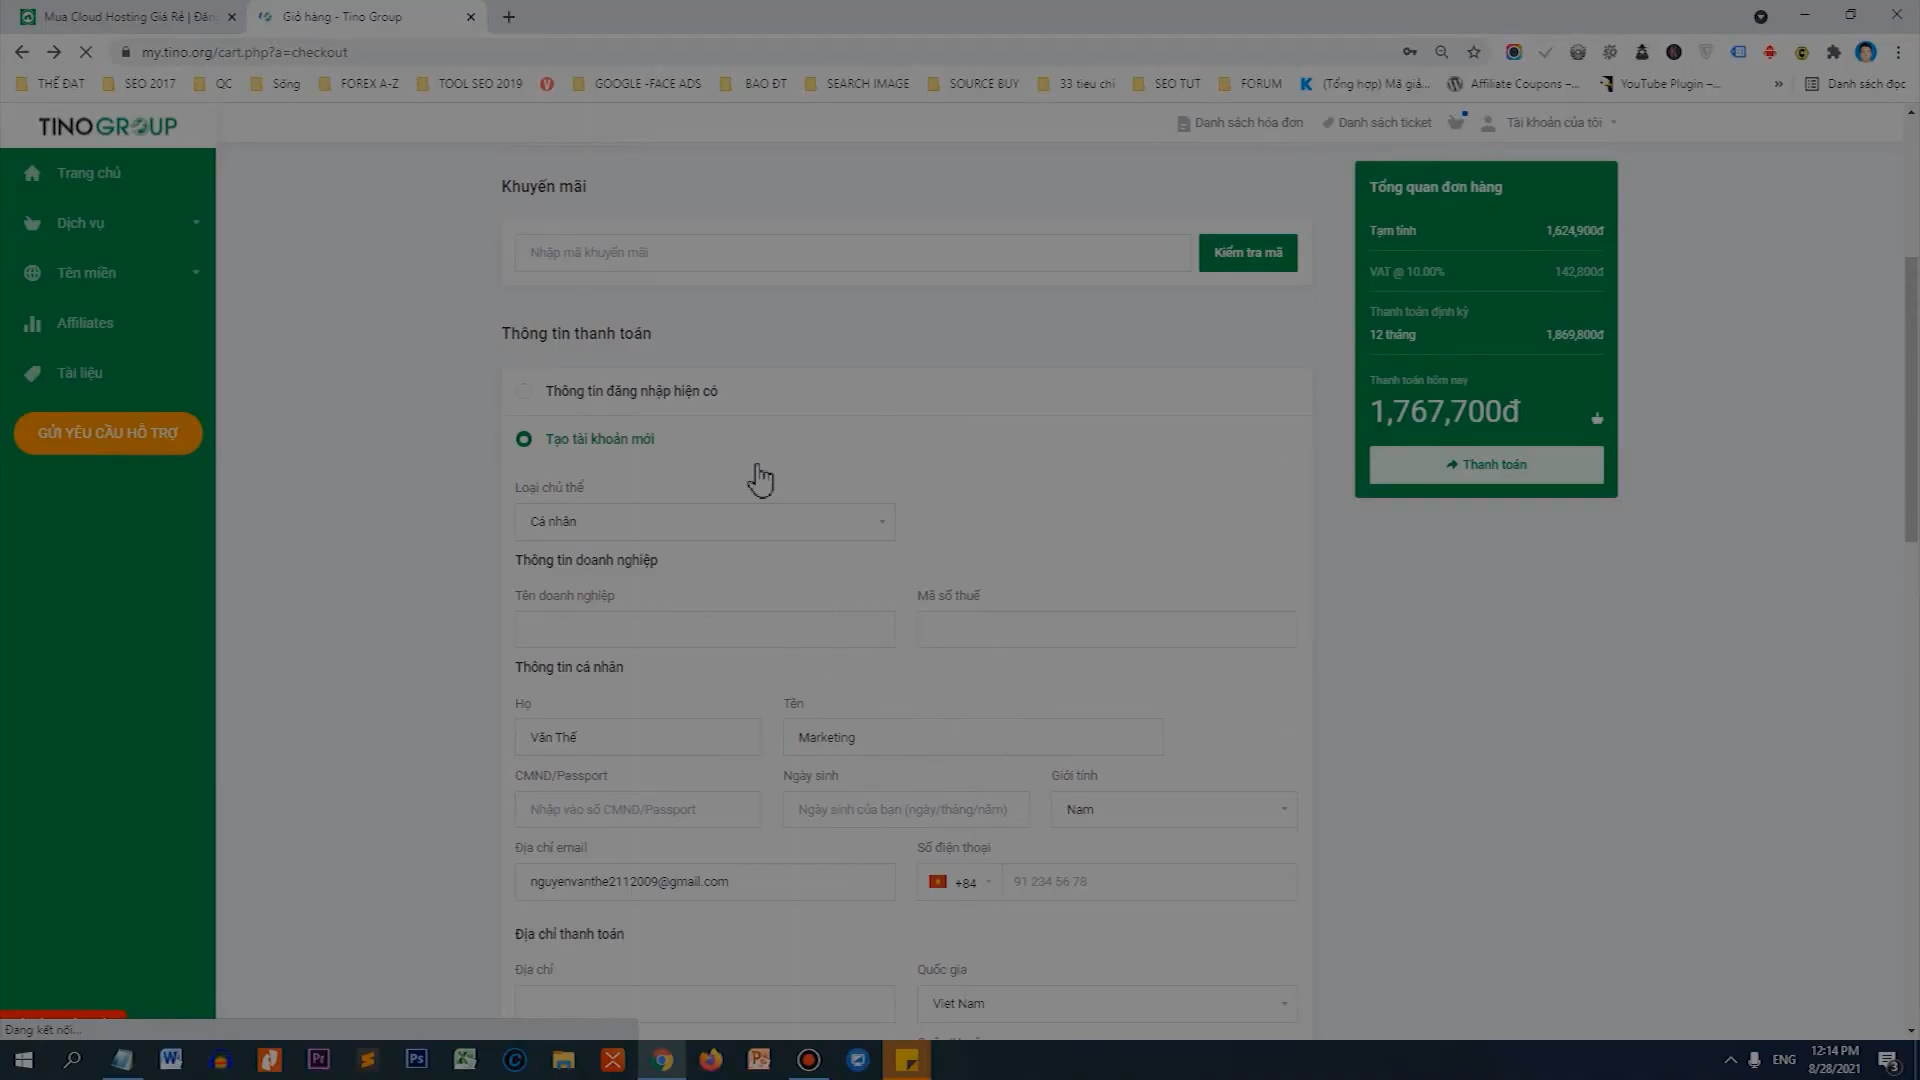 Mua Cloud Hosting Giá Rẻ | Đăn
Giỏ hàng - Tino Group
my.tino.org/cart.php?a=checkout
THẾ ĐẠT
SEO 2017
QC
Sống
FOREX A-Z
TOOL SEO 2019
GOOGLE -FACE ADS
BAO ĐT
SEARCH IMAGE
SOURCE BUY
33 tieu chi
SEO TUT
FORUM
(Tổng hợp) Mã giả...
Affiliate Coupons –...
YouTube Plugin –...
»
Danh sách đọc
TINOGROUP
Danh sách hóa đơn
Danh sách ticket
Tài khoản của tôi
Trang chủ
Dịch vụ
Tên miền
Affiliates
Tài liệu
GỬI YÊU CẦU HỖ TRỢ
Khuyến mãi
Nhập mã khuyến mãi
Kiểm tra mã
Thông tin thanh toán
Thông tin đăng nhập hiện có
Tạo tài khoản mới
Loại chủ thể
Cá nhân
Thông tin doanh nghiệp
Tên doanh nghiệp
Mã số thuế
Thông tin cá nhân
Họ
Tên
Văn Thế
Marketing
CMND/Passport
Ngày sinh
Giới tính
Nhập vào số CMND/Passport
Ngày sinh của bạn (ngày/tháng/năm)
Nam
Địa chỉ email
Số điện thoại
nguyenvanthe2112009@gmail.com
+84
91 234 56 78
Địa chỉ thanh toán
Địa chỉ
Quốc gia
Viet Nam
Tổng quan đơn hàng
Tạm tính
1,624,900đ
VAT @ 10.00%
142,800đ
Thanh toán định kỳ
12 tháng
1,869,800đ
Thanh toán hôm nay
1,767,700đ
Thanh toán
Đang kết nối...
ENG
12:14 PM
8/28/2021
3